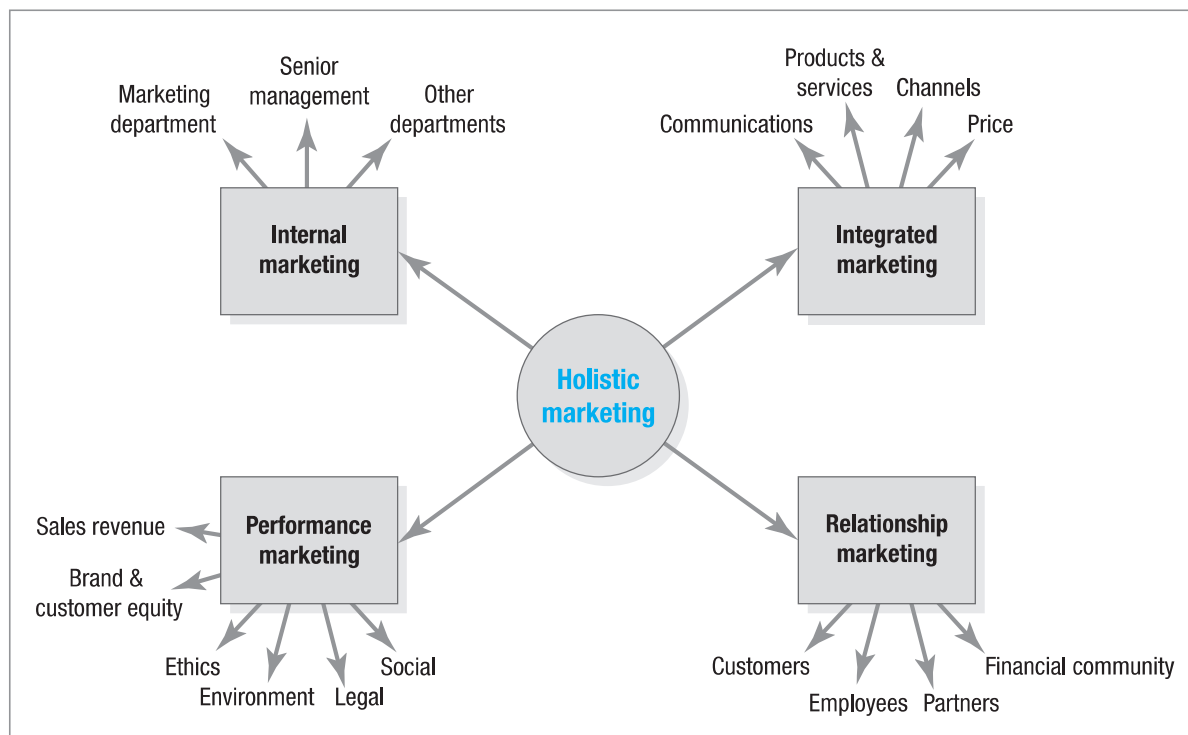 Marketing
department
Senior
management
Other
departments
Internal
marketing
Communications
Products &
services
Channels
Price
Integrated
marketing
Holistic
marketing
Sales revenue
Brand &
customer equity
Performance
marketing
Ethics
Environment
Legal
Social
Relationship
marketing
Customers
Employees
Partners
Financial community